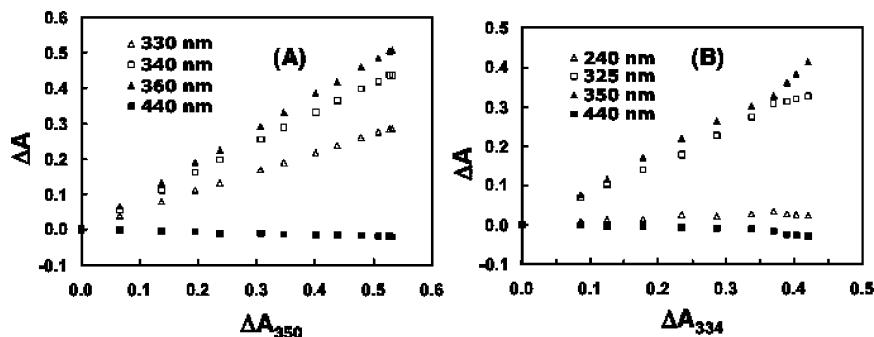 (A)
△ 330 nm
□ 340 nm
▲ 360 nm
■ 440 nm
0.6
0.5
0.4
0.3
0.2
0.1
0.0
-0.1
ΔA
0.0 0.1 0.2 0.3 0.4 0.5 0.6
ΔA350
(B)
△ 240 nm
□ 325 nm
▲ 350 nm
■ 440 nm
0.5
0.4
0.3
0.2
0.1
0.0
-0.1
ΔA
0.0 0.1 0.2 0.3 0.4 0.5
ΔA334